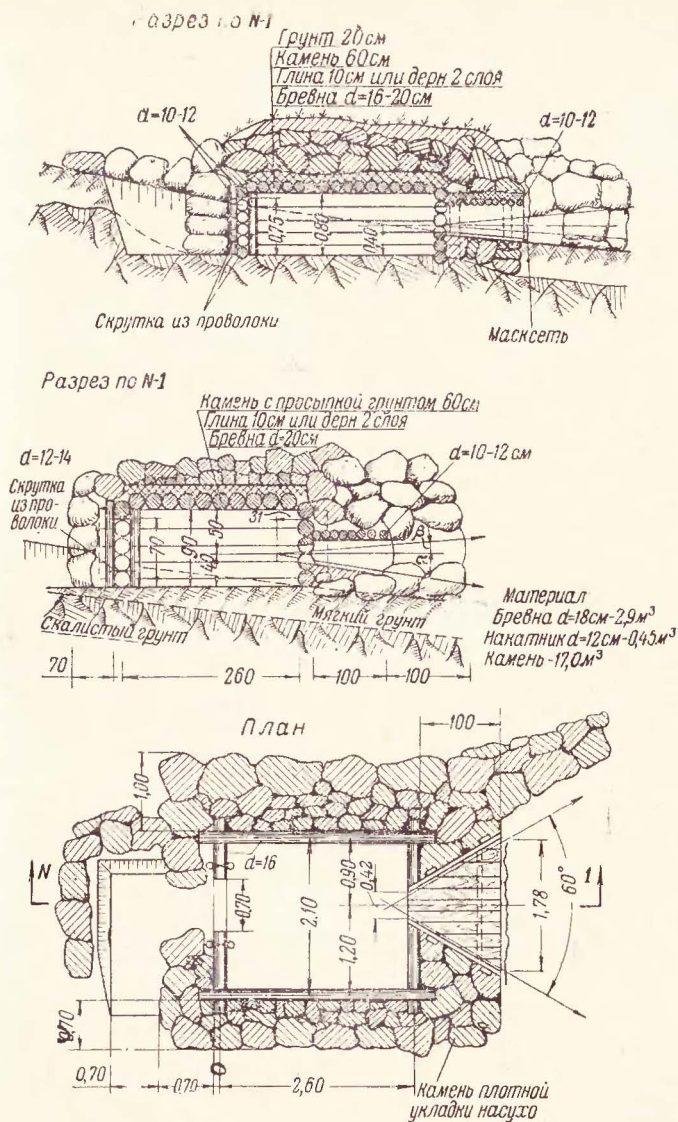 Разрез по N-1
Грунт 20см
Камень 60см
Глина 10см или дерн 2 слоя
Бревна d=16-20см
d=10-12
d=10-12
0,75
0,80
0,40
Скрутка из проволоки
Масксеть
Разрез по N-1
Камень с просыпкой грунтом 60см
Глина 10см или дерн 2 слоя
Бревна d=20см
d=12-14
d=10-12 см
Скрутка
из про-
волоки
31
70
90
50
40
β
α
Скалистый грунт
Мягкий грунт
Материал
Бревна d=18см-2,9м³
Накатник d=12см-0,45м³
Камень-17,0м³
70
260
100
100
План
100
1,00
N
d=16
0,70
2,10
0,90
0,42
1,20
1,78
60°
1
0,70
0,70
0,70
2,60
Камень плотной
укладки насухо